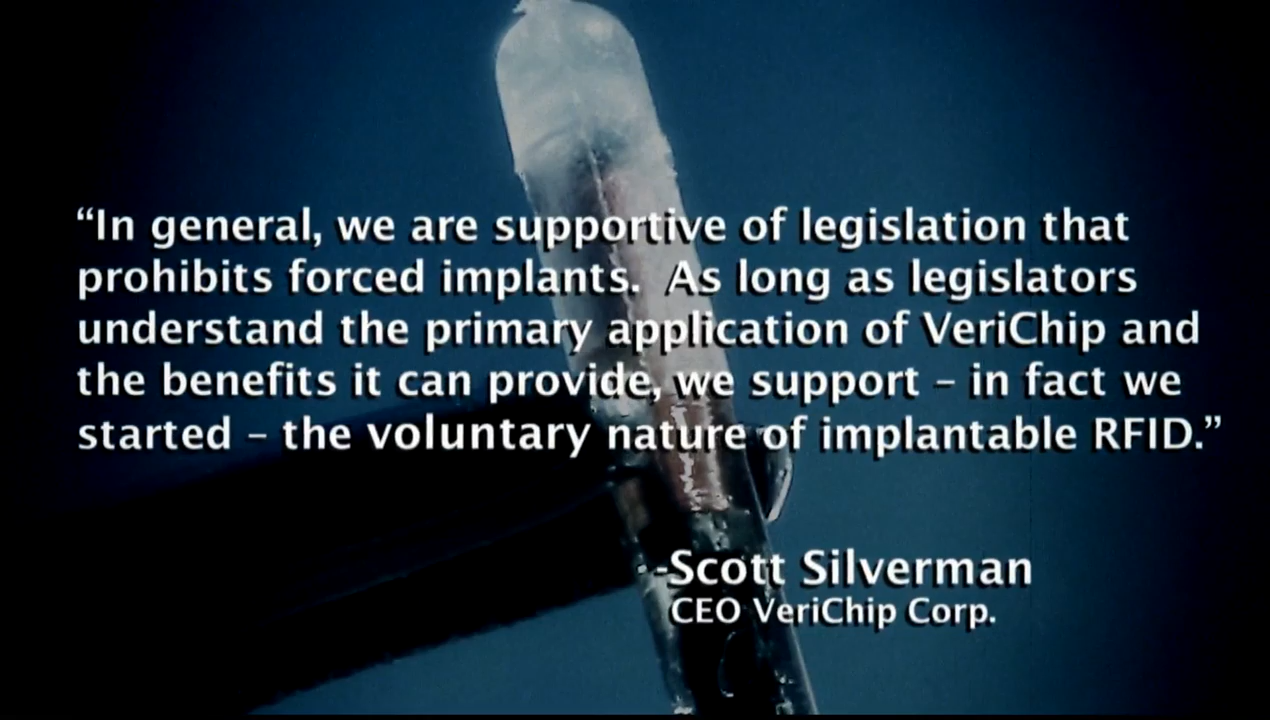 “In general, we are supportive of legislation that
prohibits forced implants.  As long as legislators
understand the primary application of VeriChip and
the benefits it can provide, we support – in fact we
started – the voluntary nature of implantable RFID.”
-Scott Silverman
CEO VeriChip Corp.